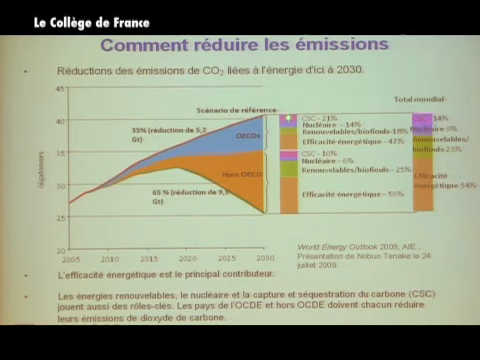 Le Collège de France
Comment réduire les émissions
Réductions des émissions de CO2 liées à l'énergie d'ici à 2030.
Total mondial:
Scénario de référence
45
40
35
30
25
20
gigatonnes
2005
2010
2015
2020
2025
2030
35% (réduction de 5,2
Gt)
OECD+
Hors OECD
65 % (réduction de 9,
Gt)
CSC - 21%
Nucléaire - 14%
Renouvelables/biofiouls - 18%
Efficacité énergétique - 47%
CSC - 10%
Nucléaire - 6%
Renouvelables/biofiouls - 25%
Efficacité énergétique - 59%
CSC 14%
Nucléaire 9%
Renouvelables/
biofiouls 23%
Efficacité
énergétique 54%
World Energy Outlook 2008, AIE,
Présentation de Nobuo Tanaka le 24
juillet 2009.
L'efficacité énergétique est le principal contributeur.
Les énergies renouvelables, le nucléaire et la capture et séquestration du carbone (CSC)
jouent aussi des rôles-clés. Les pays de l'OCDE et hors OCDE doivent chacun réduire
leurs émissions de dioxyde de carbone.